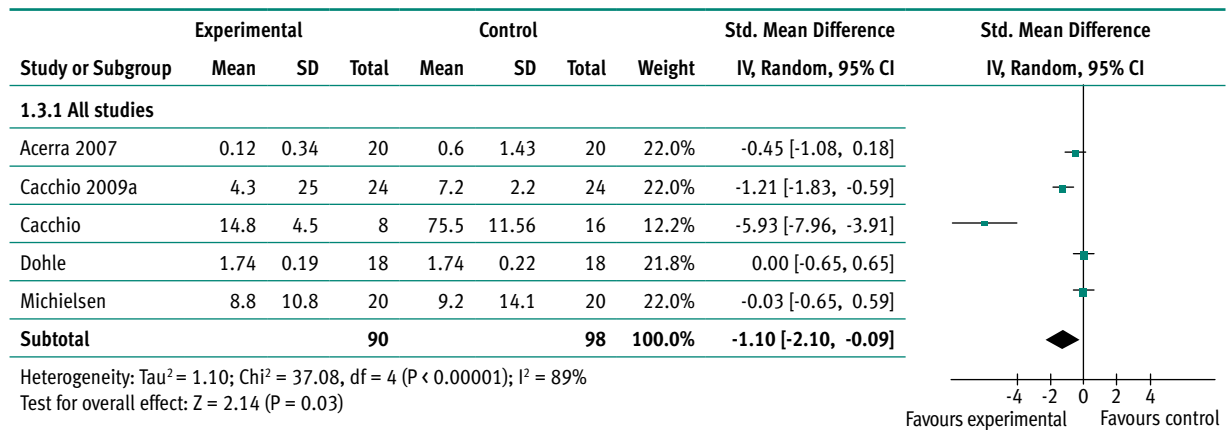 Experimental Control Std. Mean Difference Std. Mean Difference
Study or Subgroup Mean SD Total Mean SD Total Weight IV, Random, 95% CI IV, Random, 95% CI
1.3.1 All studies
Acerra 2007 0.12 0.34 20 0.6 1.43 20 22.0% -0.45 [-1.08, 0.18]
Cacchio 2009a 4.3 25 24 7.2 2.2 24 22.0% -1.21 [-1.83, -0.59]
Cacchio 14.8 4.5 8 75.5 11.56 16 12.2% -5.93 [-7.96, -3.91]
Dohle 1.74 0.19 18 1.74 0.22 18 21.8% 0.00 [-0.65, 0.65]
Michielsen 8.8 10.8 20 9.2 14.1 20 22.0% -0.03 [-0.65, 0.59]
Subtotal 90 98 100.0% -1.10 [-2.10, -0.09]
Heterogeneity: Tau² = 1.10; Chi² = 37.08, df = 4 (P < 0.00001); I² = 89%
Test for overall effect: Z = 2.14 (P = 0.03)
-4 -2 0 2 4
Favours experimental Favours control